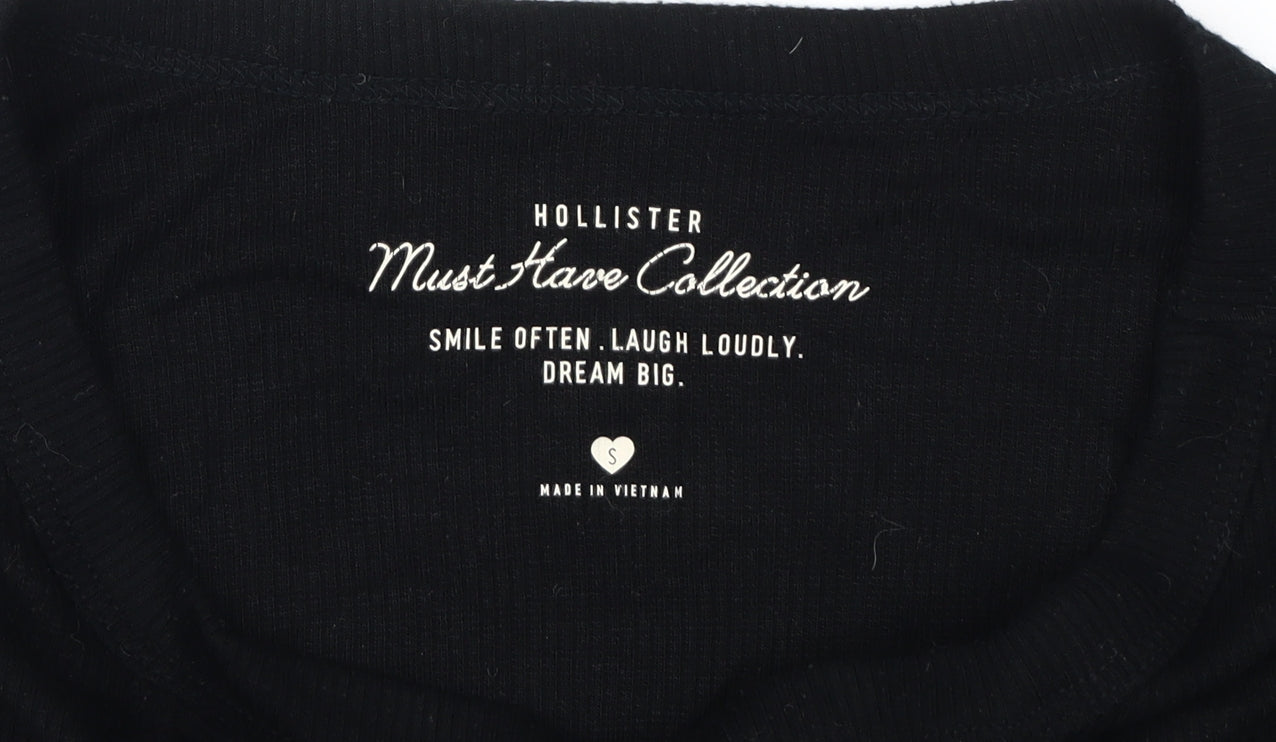 HOLLISTER
Must Have Collection
SMILE OFTEN. LAUGH LOUDLY.
DREAM BIG.
S
MADE IN VIETNAM